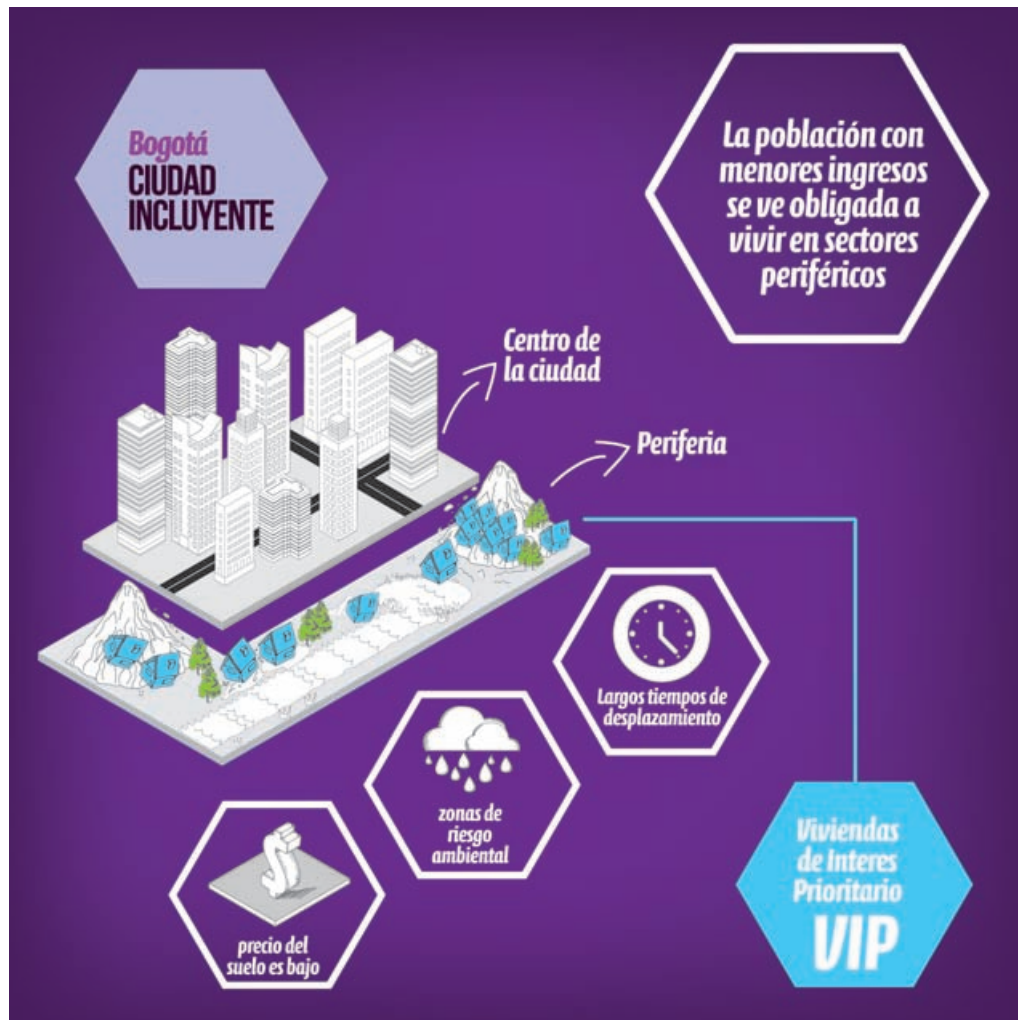 Bogotá
CIUDAD
INCLUYENTE
La población con
menores ingresos
se ve obligada a
vivir en sectores
periféricos
Centro de
la ciudad
Periferia
Largos tiempos de
desplazamiento
zonas de
riesgo
ambiental
precio del
suelo es bajo
Viviendas
de Interes
Prioritario
VIP